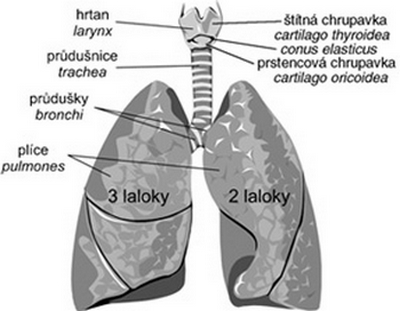 hrtan
larynx
průdušnice
trachea
průdušky
bronchi
plíce
pulmones
štítná chrupavka
cartilago thyroidea
conus elasticus
prstencová chrupavka
cartilago oricoidea
3 laloky
2 laloky